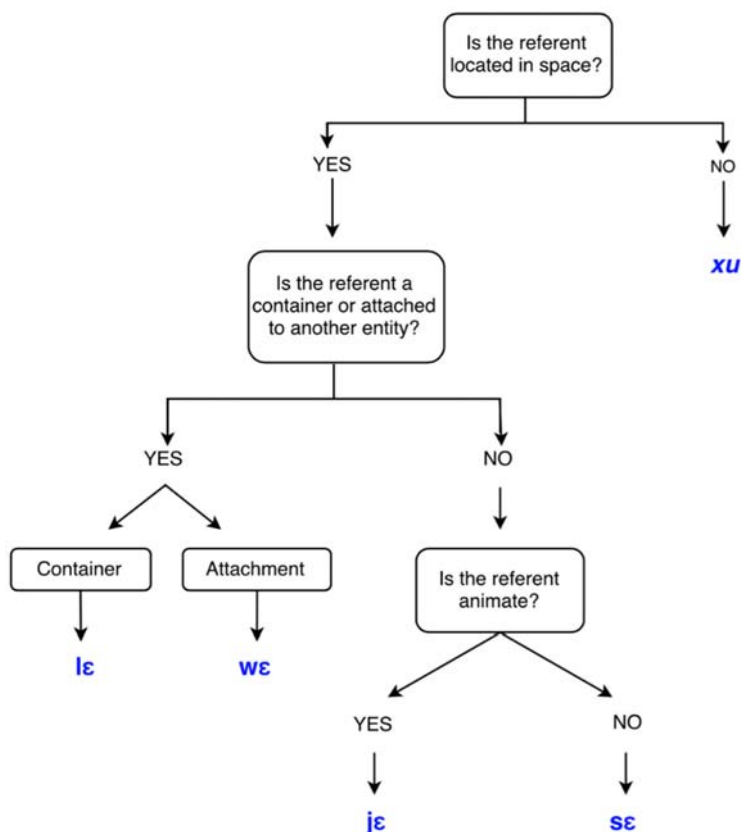 Is the referent
located in space?
YES
NO
xu
Is the referent a
container or attached
to another entity?
YES
NO
Container
Attachment
Is the referent
animate?
lɛ
wɛ
YES
NO
jɛ
sɛ